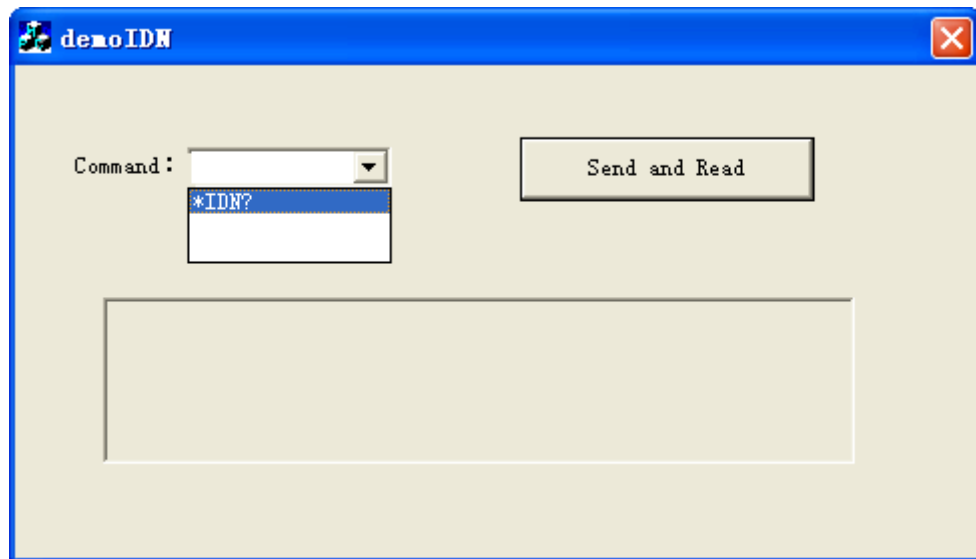 demoIDN
Command：
Send and Read
*IDN?